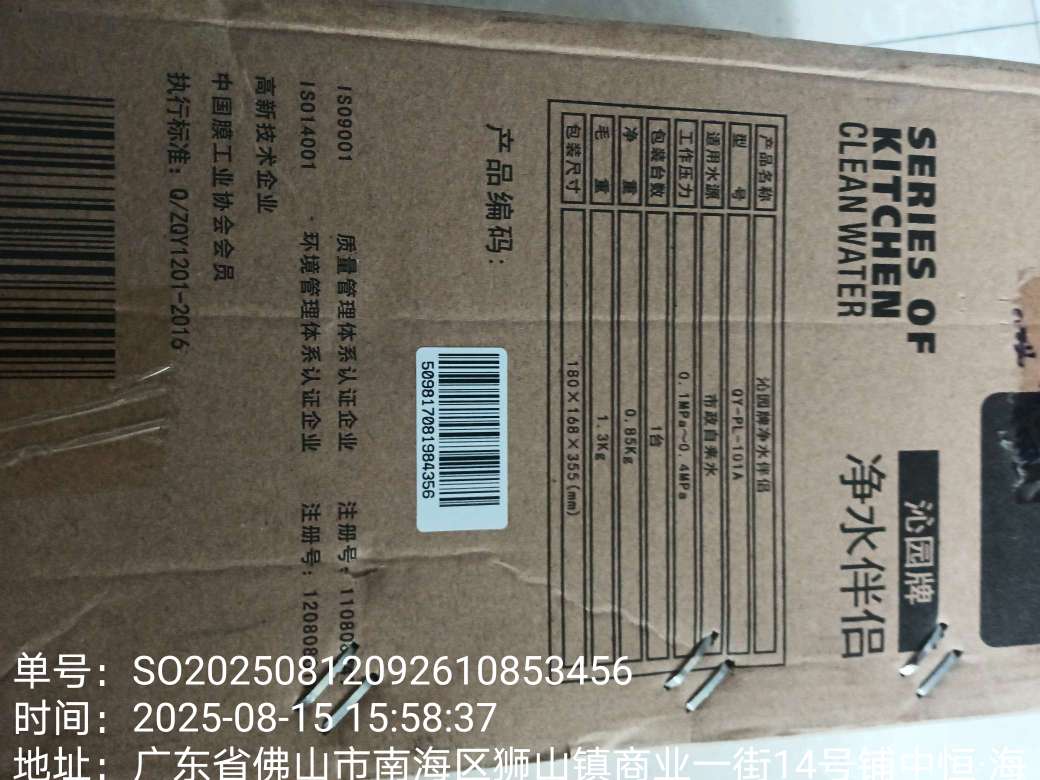 SERIES OF
KITCHEN
CLEAN WATER
沁园牌
净水伴侣
产品名称 沁园牌净水伴侣
型 号 QY-PL-101A
适用水源 市政自来水
工作压力 0.1MPa～0.4MPa
包装台数 1台
净 重 0.85Kg
毛 重 1.3Kg
包装尺寸 180×168×355(mm)
产品编码：
509817081984356
ISO9001 质量管理体系认证企业 注册号：110808
ISO14001 环境管理体系认证企业 注册号：120808
高新技术企业
中国膜工业协会会员
执行标准：Q/ZQY1201-2016
单号：SO20250812092610853456
时间：2025-08-15 15:58:37
地址：广东省佛山市南海区狮山镇商业一街14号铺中恒·海